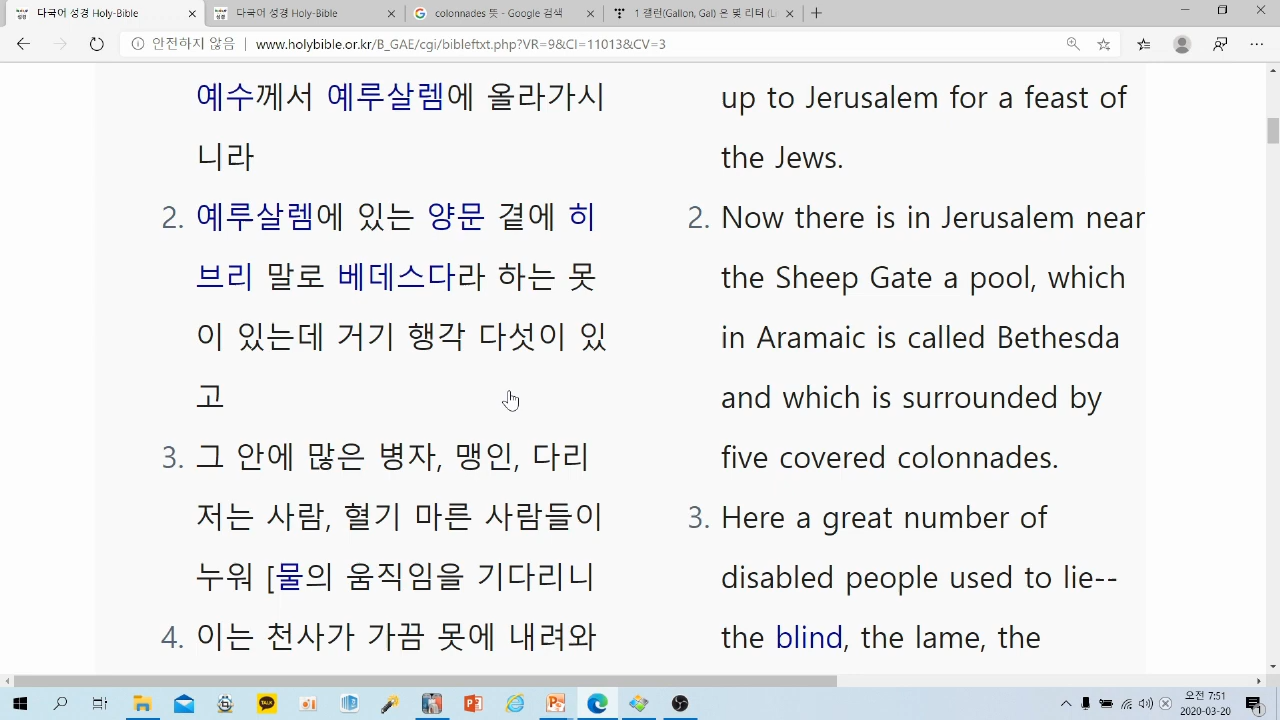 다국어 성경 Holy-Bible
다국어 성경 Holy-Bible
colonnades 뜻 - Google 검색
1 갤런(Gallon, Gal) 은 몇 리터 (Li
안전하지 않음 | www.holybible.or.kr/B_GAE/cgi/bibleftxt.php?VR=9&CI=11013&CV=3
예수께서 예루살렘에 올라가시
니라
2. 예루살렘에 있는 양문 곁에 히
브리 말로 베데스다라 하는 못
이 있는데 거기 행각 다섯이 있
고
3. 그 안에 많은 병자, 맹인, 다리
저는 사람, 혈기 마른 사람들이
누워 [물의 움직임을 기다리니
4. 이는 천사가 가끔 못에 내려와
up to Jerusalem for a feast of
the Jews.
2. Now there is in Jerusalem near
the Sheep Gate a pool, which
in Aramaic is called Bethesda
and which is surrounded by
five covered colonnades.
3. Here a great number of
disabled people used to lie--
the blind, the lame, the
오전 7:51
2020-03-20